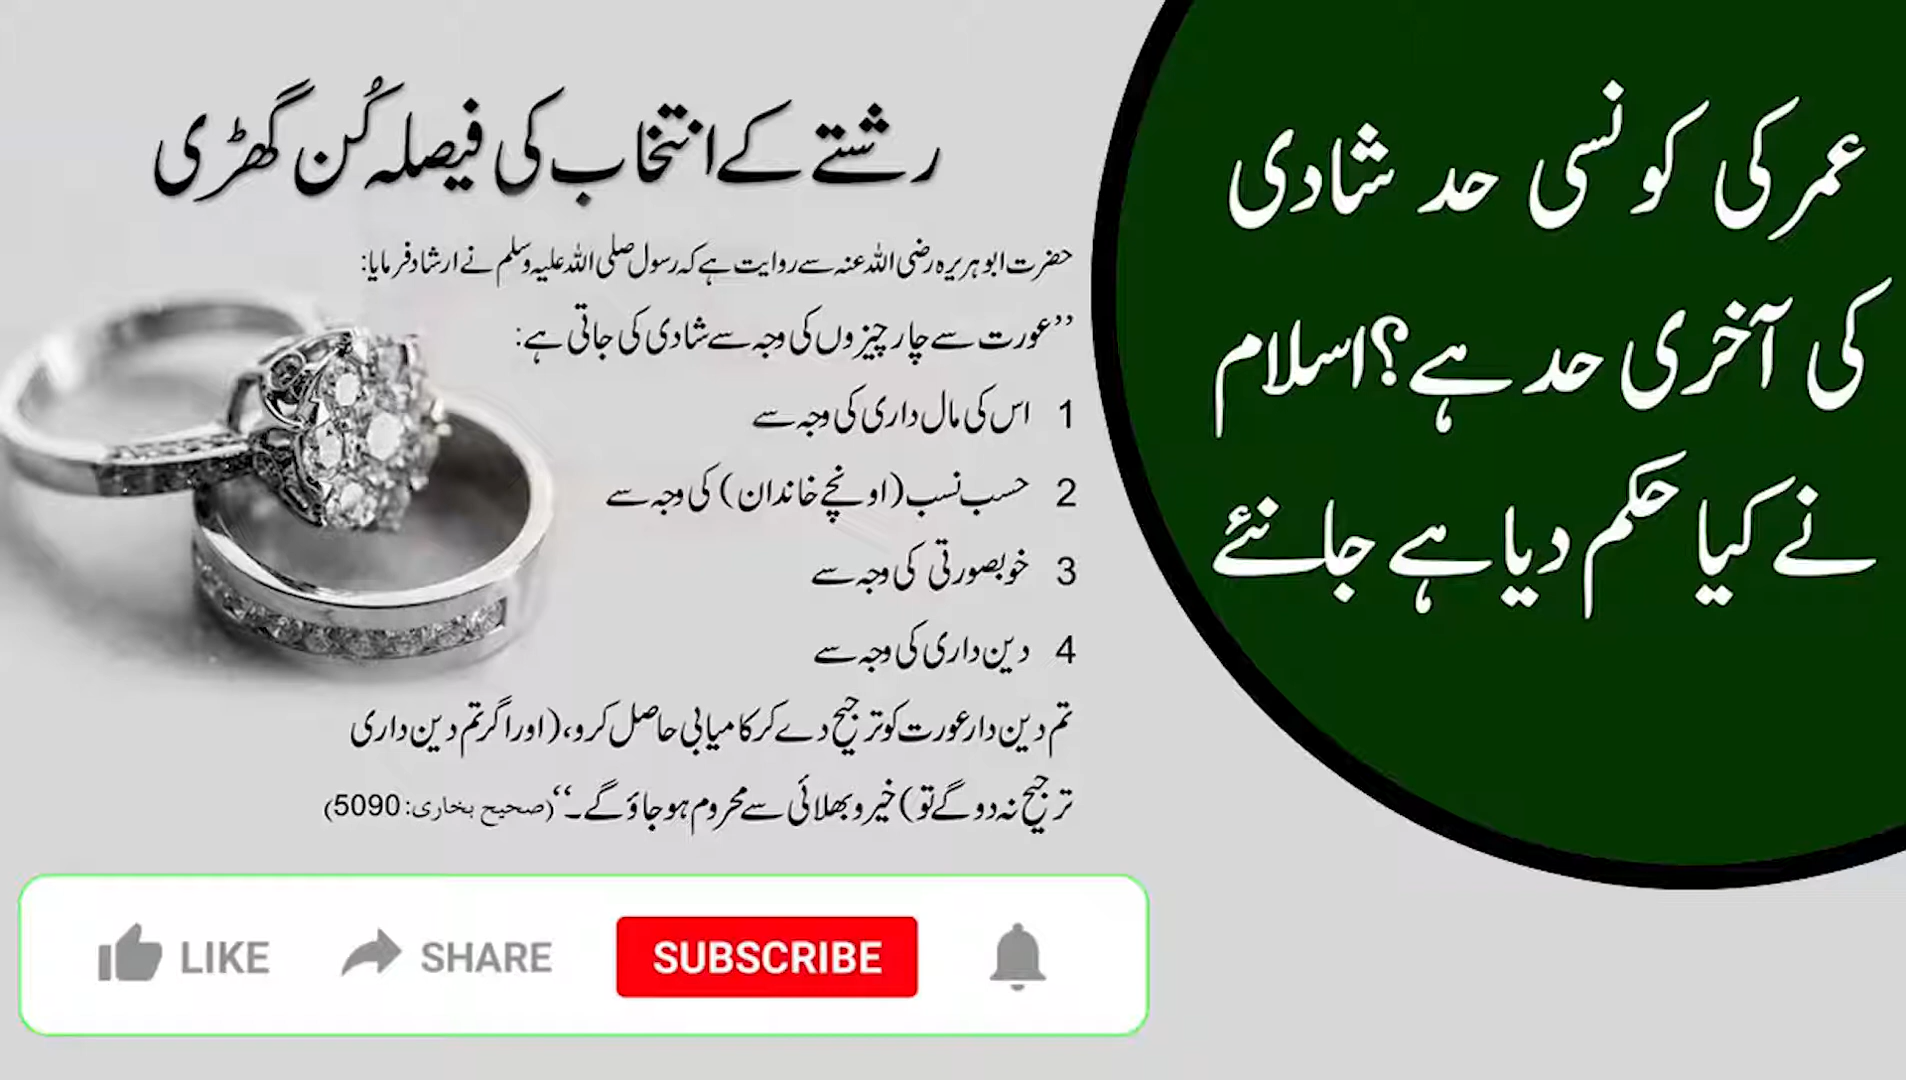 رشتے کے انتخاب کی فیصلہ کُن گھڑی
حضرت ابو ہریرہ رضی اللہ عنہ سے روایت ہے کہ رسول صلی اللہ علیہ وسلم نے ارشاد فرمایا:
’’عورت سے چار چیزوں کی وجہ سے شادی کی جاتی ہے:
1 اس کی مال داری کی وجہ سے
2 حسب نسب (اونچے خاندان) کی وجہ سے
3 خوبصورتی کی وجہ سے
4 دین داری کی وجہ سے
تم دین دار عورت کو ترجیح دے کر کامیابی حاصل کرو، (اور اگر تم دین داری
ترجیح نہ دو گے تو) خیر و بھلائی سے محروم ہو جاؤ گے۔‘‘ (صحیح بخاری: 5090)
عمر کی کونسی حد شادی
کی آخری حد ہے؟ اسلام
نے کیا حکم دیا ہے جانئے
LIKE SHARE SUBSCRIBE